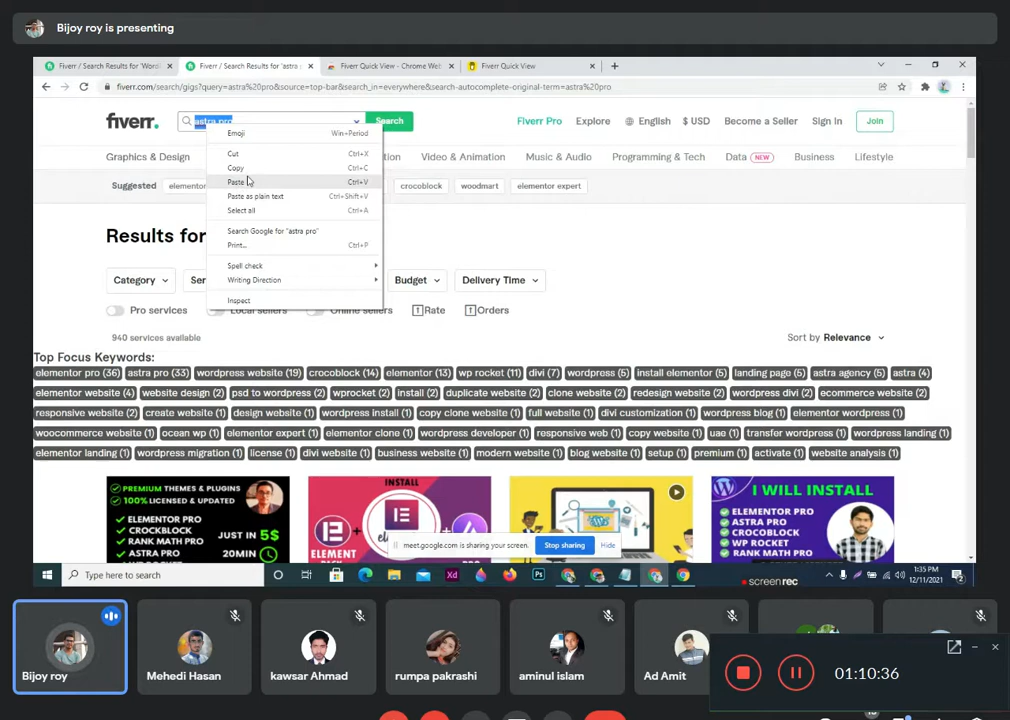 Bijoy roy is presenting
Fiverr / Search Results for 'Wor
Fiverr / Search Results for 'astra
Fiverr Quick View - Chrome Web
Fiverr Quick View
fiverr.com/search/gigs?query=astra%20pro&source=top-bar&search_in=everywhere&search-autocomplete-original-term=astra%20pro
fiverr.
astra pro
Search
Fiverr Pro
Explore
English
$ USD
Become a Seller
Sign In
Join
Emoji Win+Period
Cut Ctrl+X
Copy Ctrl+C
Paste Ctrl+V
Paste as plain text Ctrl+Shift+V
Select all Ctrl+A
Search Google for "astra pro"
Print... Ctrl+P
Spell check
Writing Direction
Inspect
Graphics & Design
Video & Animation
Music & Audio
Programming & Tech
Data NEW
Business
Lifestyle
Suggested
crocoblock
woodmart
elementor expert
Results for
Category
Budget
Delivery Time
Pro services
Local sellers
Online sellers
Rate
Orders
940 services available
Sort by Relevance
Top Focus Keywords:
elementor pro (36) astra pro (33) wordpress website (19) crocoblock (14) elementor (13) wp rocket (11) divi (7) wordpress (5) install elementor (5) landing page (5) astra agency (5) astra (4)
elementor website (4) website design (2) psd to wordpress (2) wprocket (2) install (2) duplicate website (2) clone website (2) redesign website (2) wordpress divi (2) ecommerce website (2)
responsive website (2) create website (1) design website (1) wordpress install (1) copy clone website (1) full website (1) divi customization (1) wordpress blog (1) elementor wordpress (1)
woocommerce website (1) ocean wp (1) elementor expert (1) elementor clone (1) wordpress developer (1) responsive web (1) copy website (1) uae (1) transfer wordpress (1) wordpress landing (1)
elementor landing (1) wordpress migration (1) license (1) divi website (1) business website (1) modern website (1) blog website (1) setup (1) premium (1) activate (1) website analysis (1)
PREMIUM THEMES & PLUGINS
100% LICENSED & UPDATED
ELEMENTOR PRO
CROCOBLOCK
RANK MATH PRO
ASTRA PRO
JUST IN 5$
20MIN
INSTALL
I WILL INSTALL
ELEMENTOR PRO
ASTRA PRO
CROCOBLOCK
WP ROCKET
RANK MATH PRO
meet.google.com is sharing your screen.
Stop sharing
Hide
Type here to search
1:35 PM
12/11/2021
screenrec
Bijoy roy
Mehedi Hasan
kawsar Ahmad
rumpa pakrashi
aminul islam
Ad Amit
01:10:36